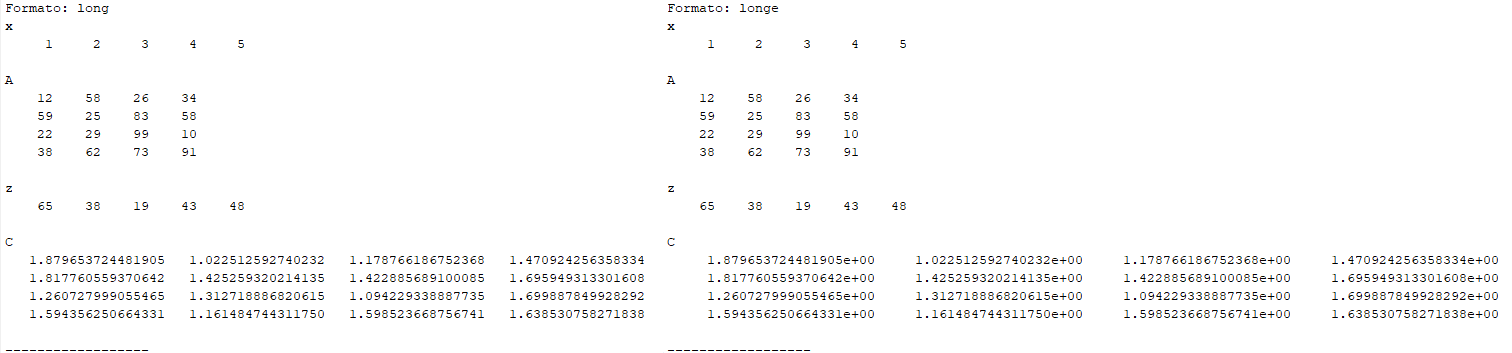 Formato: long
x
1 2 3 4 5
A
12 58 26 34
59 25 83 58
22 29 99 10
38 62 73 91
z
65 38 19 43 48
C
1.879653724481905 1.022512592740232 1.178766186752368 1.470924256358334
1.817760559370642 1.425259320214135 1.422885689100085 1.695949313301608
1.260727999055465 1.312718886820615 1.094229338887735 1.699887849928292
1.594356250664331 1.161484744311750 1.598523668756741 1.638530758271838
------------------
Formato: longe
x
1 2 3 4 5
A
12 58 26 34
59 25 83 58
22 29 99 10
38 62 73 91
z
65 38 19 43 48
C
1.879653724481905e+00 1.022512592740232e+00 1.178766186752368e+00 1.470924256358334e+00
1.817760559370642e+00 1.425259320214135e+00 1.422885689100085e+00 1.695949313301608e+00
1.260727999055465e+00 1.312718886820615e+00 1.094229338887735e+00 1.699887849928292e+00
1.594356250664331e+00 1.161484744311750e+00 1.598523668756741e+00 1.638530758271838e+00
------------------